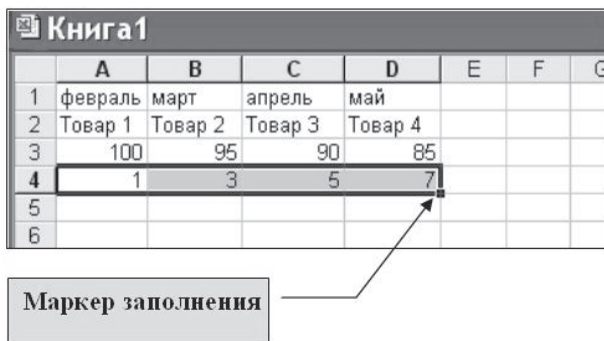 Книга1
A B C D E F G
1 февраль март апрель май
2 Товар 1 Товар 2 Товар 3 Товар 4
3 100 95 90 85
4 1 3 5 7
5
6
Маркер заполнения